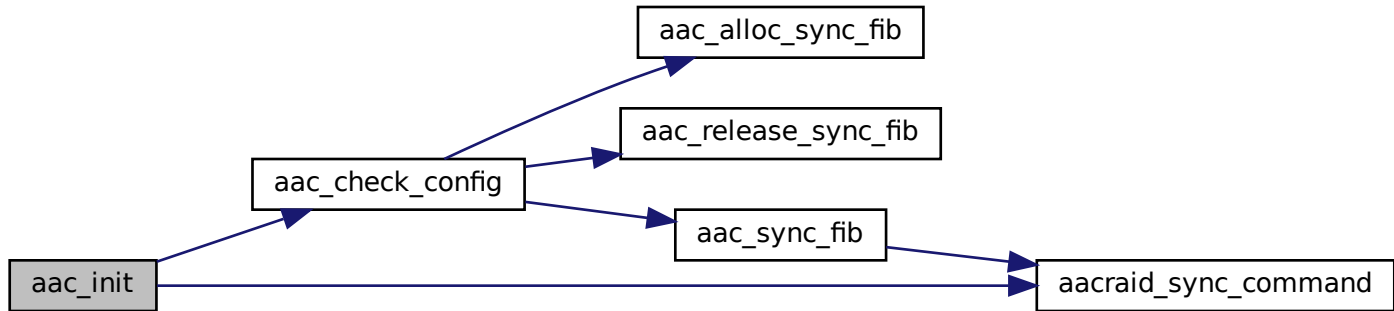 aac_alloc_sync_fib
aac_release_sync_fib
aac_check_config
aac_sync_fib
aac_init
aacraid_sync_command